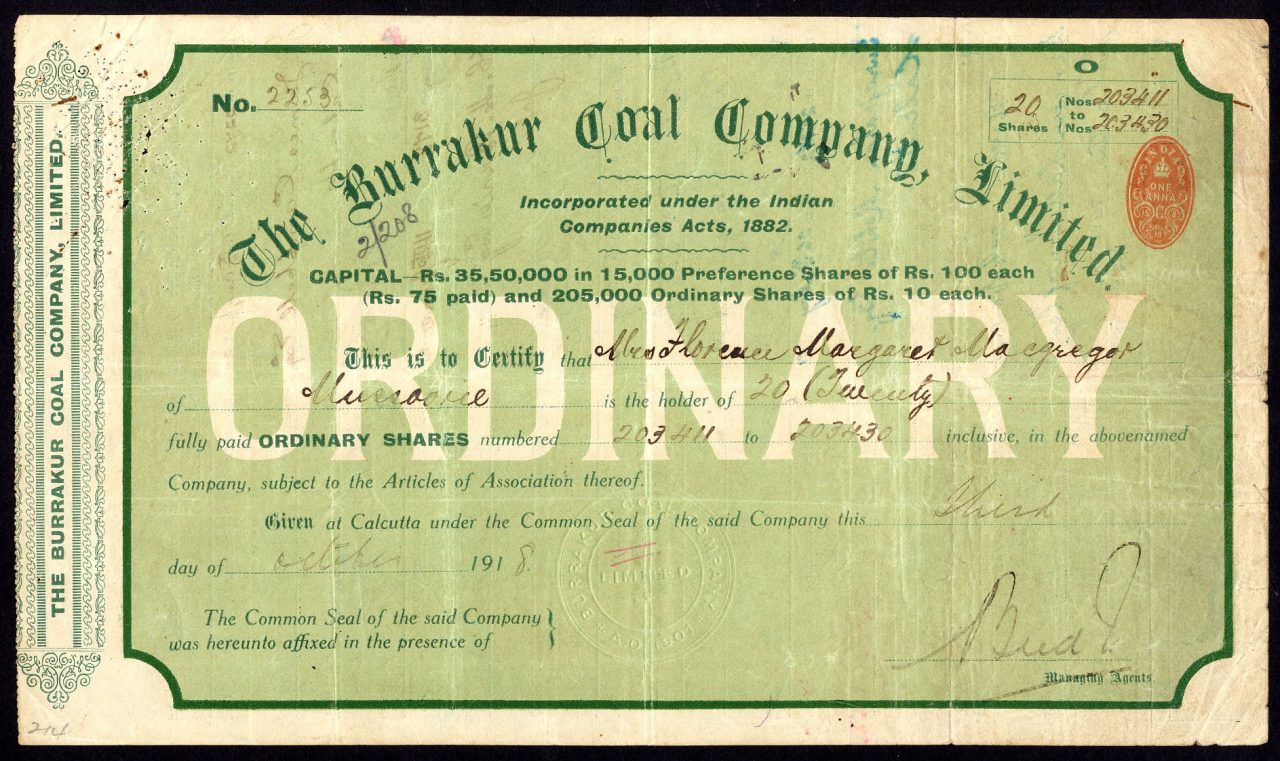 THE BURRAKUR COAL COMPANY, LIMITED.
O
No. 2253
20 Shares
Nos 203411
to
Nos 203430
The Burrakur Coal Company, Limited.
INDIA
ONE
ANNA
2/208
Incorporated under the Indian
Companies Acts, 1882.
CAPITAL—Rs. 35,50,000 in 15,000 Preference Shares of Rs. 100 each
(Rs. 75 paid) and 205,000 Ordinary Shares of Rs. 10 each.
ORDINARY
This is to Certify that Mrs Florence Margaret Macgregor
of Mussoorie is the holder of 20 (Twenty)
fully paid ORDINARY SHARES numbered 203411 to 203430 inclusive, in the abovenamed
Company, subject to the Articles of Association thereof.
Given at Calcutta under the Common Seal of the said Company this Third
day of October 1918.
BURRAKUR COAL COMPANY
LIMITED
The Common Seal of the said Company
was hereunto affixed in the presence of
Managing Agents
214